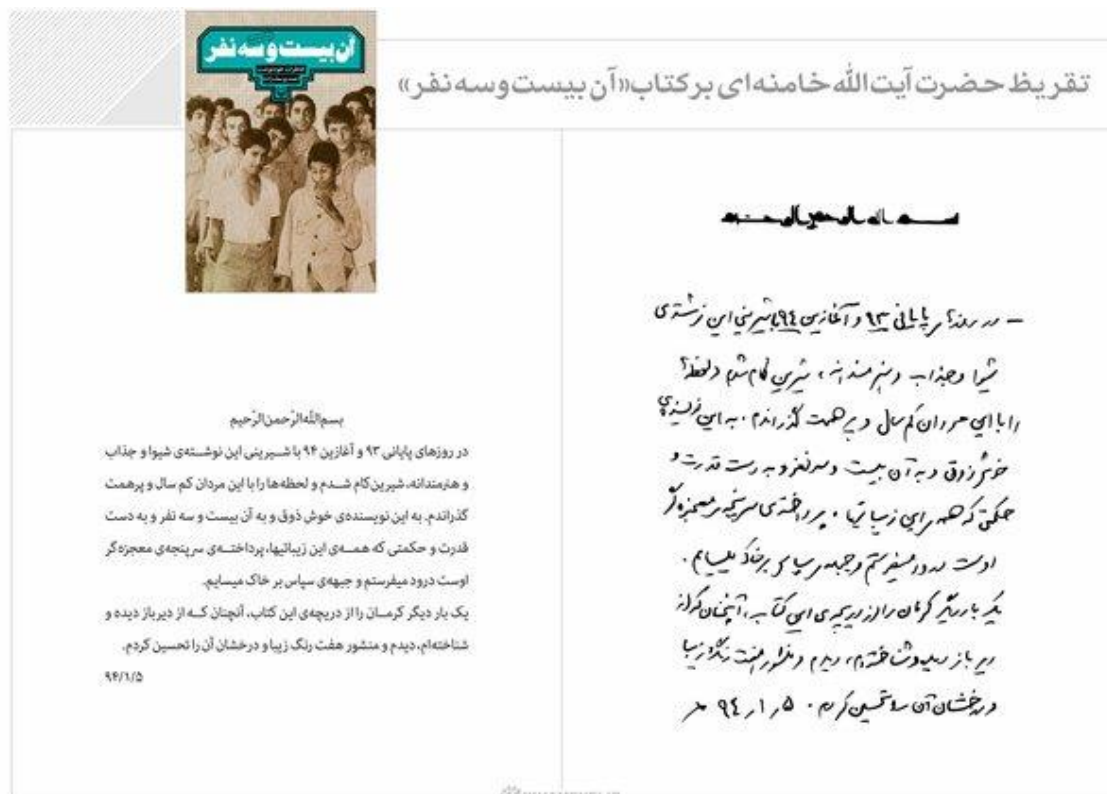 آن بیست و سه نفر
تقریظ حضرت آیت‌الله خامنه‌ای بر کتاب «آن بیست و سه نفر»
بسم الله الرحمن الرحیم
- در روزهای پایانی ۹۳ و آغازین ۹۴ با شیرینی این نوشته‌ی
شیوا و جذاب و هنرمندانه، شیرین کام شدم و لحظه‌ها
را با این مردان کم سال و پرهمت گذراندم. به این نویسنده‌ی
خوش ذوق و به آن بیست و سه نفر و به دست قدرت و
حکمتی که همه‌ی این زیبائیها، پرداخته‌ی سرپنجه‌ی معجزه‌گر
اوست درود میفرستم و جبهه‌ی سپاس بر خاک میسایم.
یک بار دیگر کرمان را از دریچه‌ی این کتاب، آنچنان که از
دیر باز دیده و شناخته‌ام، دیدم و منشور هفت رنگ زیبا
و درخشان آن را تحسین کردم. ۹۴/۱/۵
بسم‌الله‌الرّحمن‌الرّحیم
در روزهای پایانی ۹۳ و آغازین ۹۴ با شیرینی این نوشته‌ی شیوا و جذاب
و هنرمندانه، شیرین‌کام شدم و لحظه‌ها را با این مردان کم سال و پرهمت
گذراندم. به این نویسنده‌ی خوش ذوق و به آن بیست و سه نفر و به دست
قدرت و حکمتی که همه‌ی این زیبائیها، پرداخته‌ی سرپنجه‌ی معجزه‌گر
اوست درود میفرستم و جبهه‌ی سپاس بر خاک میسایم.
یک بار دیگر کرمان را از دریچه‌ی این کتاب، آنچنان که از دیرباز دیده و
شناخته‌ام، دیدم و منشور هفت رنگ زیبا و درخشان آن را تحسین کردم.
۹۴/۱/۵